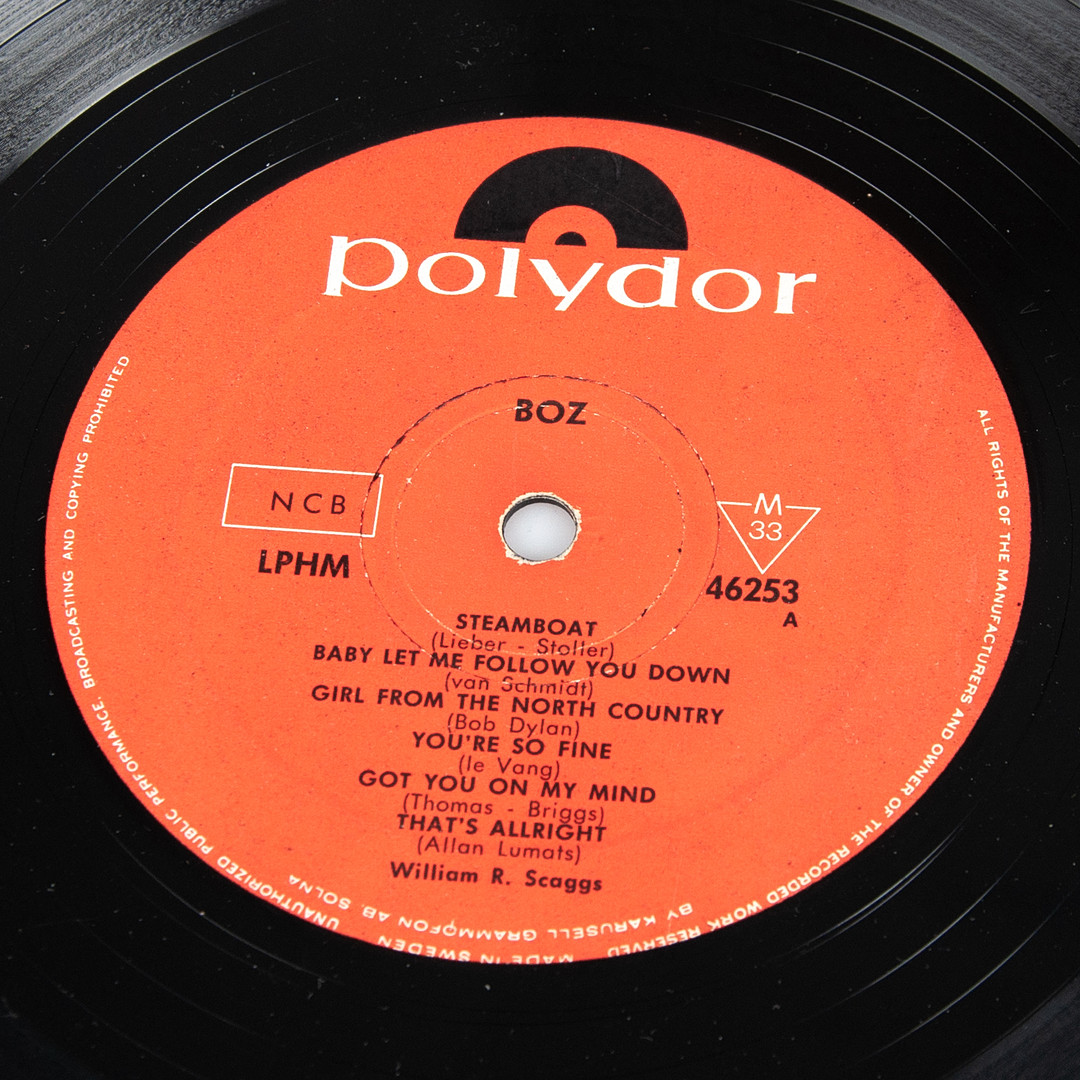 polydor
BOZ
NCB
M
33
LPHM
46253
A
STEAMBOAT
(Lieber - Stoller)
BABY LET ME FOLLOW YOU DOWN
(van Schmidt)
GIRL FROM THE NORTH COUNTRY
(Bob Dylan)
YOU'RE SO FINE
(le Vang)
GOT YOU ON MY MIND
(Thomas - Briggs)
THAT'S ALLRIGHT
(Allan Lumats)
William R. Scaggs
ALL RIGHTS OF THE MANUFACTURERS AND OWNER OF THE RECORDED WORK RESERVED
UNAUTHORIZED PUBLIC PERFORMANCE. BROADCASTING AND COPYING PROHIBITED
MADE IN SWEDEN
BY KARUSELL GRAMMOFON AB, SOLNA